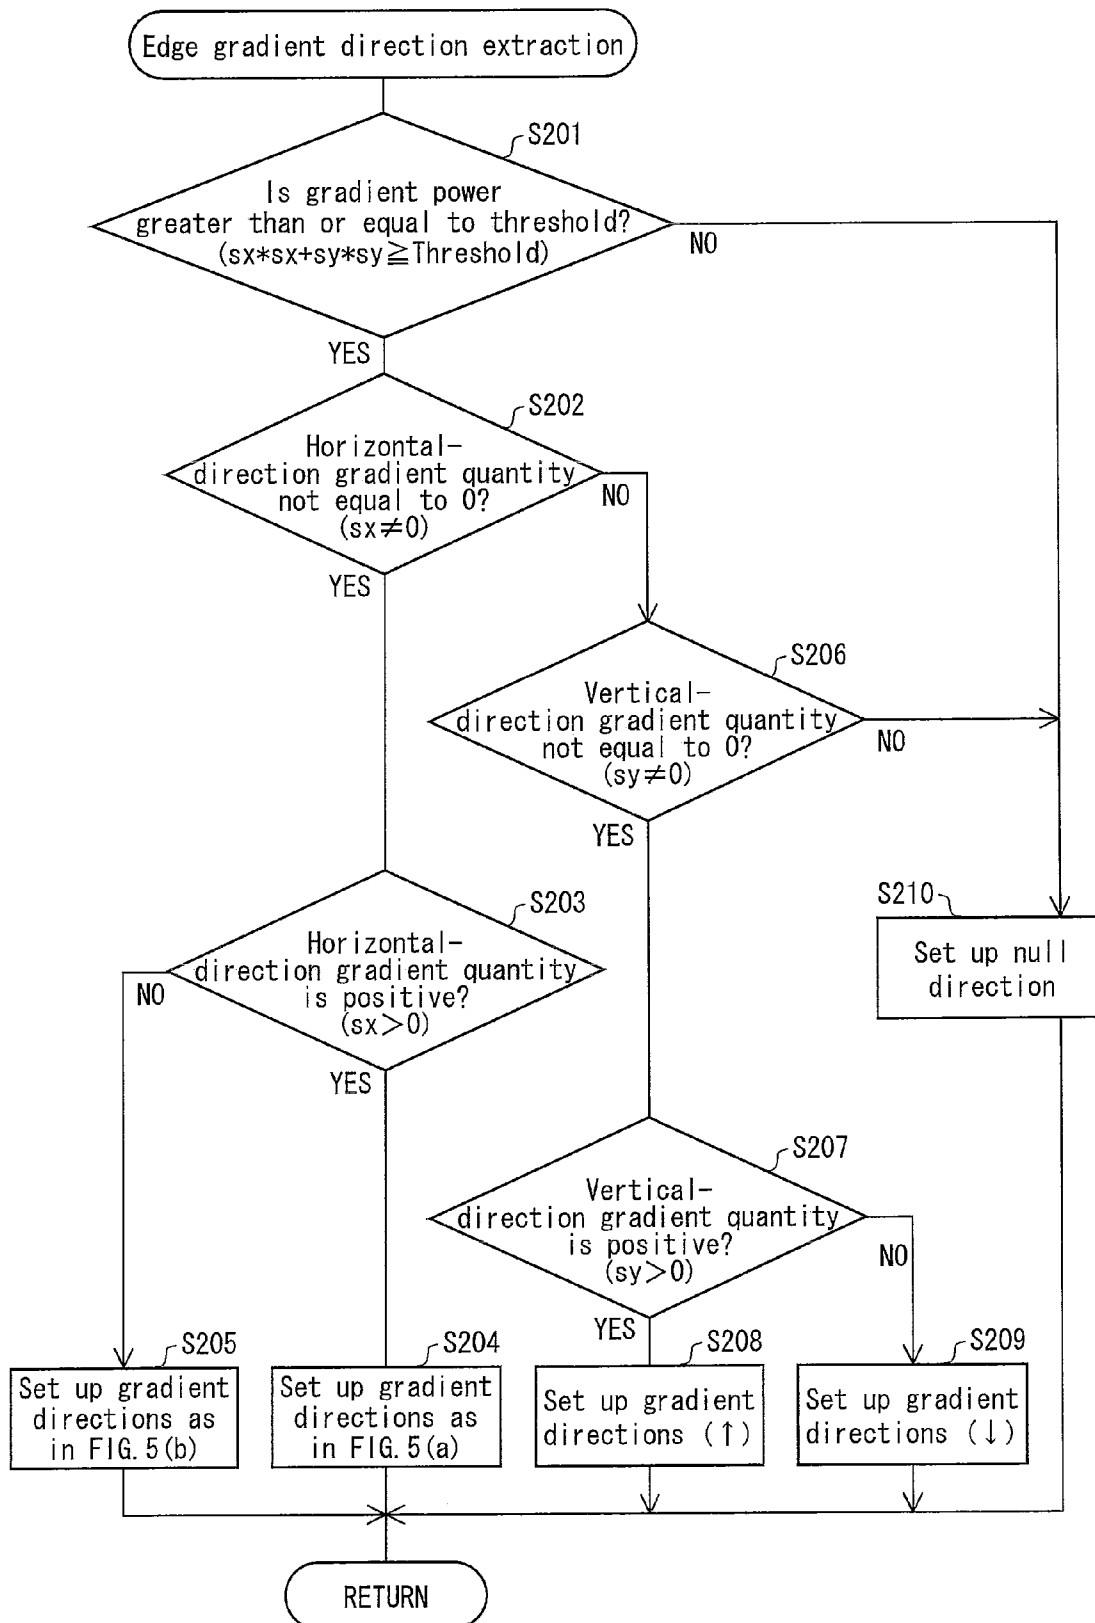 Edge gradient direction extraction
S201
Is gradient power
greater than or equal to threshold?
(sx*sx+sy*sy≧Threshold)
NO
YES
S202
Horizontal-
direction gradient quantity
not equal to 0?
(sx≠0)
NO
YES
S206
Vertical-
direction gradient quantity
not equal to 0?
(sy≠0)
NO
YES
S203
Horizontal-
direction gradient quantity
is positive?
(sx>0)
NO
YES
S210
Set up null
direction
S207
Vertical-
direction gradient quantity
is positive?
(sy>0)
NO
YES
S205
Set up gradient
directions as
in FIG. 5(b)
S204
Set up gradient
directions as
in FIG. 5(a)
S208
Set up gradient
directions (↑)
S209
Set up gradient
directions (↓)
RETURN